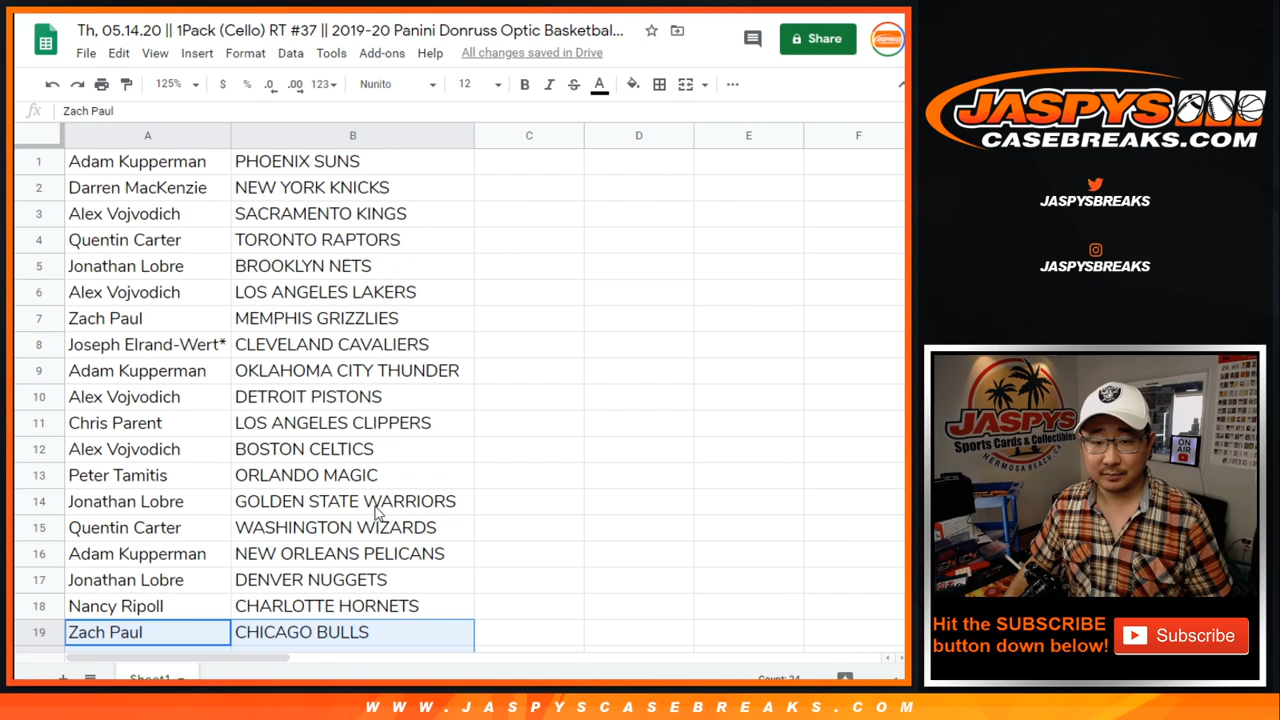 Th, 05.14.20 || 1Pack (Cello) RT #37 || 2019-20 Panini Donruss Optic Basketbal...
File Edit View Insert Format Data Tools Add-ons Help All changes saved in Drive
Share
125% $ % .0 .00 123 Nunito 12 B I S A
fx Zach Paul
A B C D E F
1 Adam Kupperman PHOENIX SUNS
2 Darren MacKenzie NEW YORK KNICKS
3 Alex Vojvodich SACRAMENTO KINGS
4 Quentin Carter TORONTO RAPTORS
5 Jonathan Lobre BROOKLYN NETS
6 Alex Vojvodich LOS ANGELES LAKERS
7 Zach Paul MEMPHIS GRIZZLIES
8 Joseph Elrand-Wert* CLEVELAND CAVALIERS
9 Adam Kupperman OKLAHOMA CITY THUNDER
10 Alex Vojvodich DETROIT PISTONS
11 Chris Parent LOS ANGELES CLIPPERS
12 Alex Vojvodich BOSTON CELTICS
13 Peter Tamitis ORLANDO MAGIC
14 Jonathan Lobre GOLDEN STATE WARRIORS
15 Quentin Carter WASHINGTON WIZARDS
16 Adam Kupperman NEW ORLEANS PELICANS
17 Jonathan Lobre DENVER NUGGETS
18 Nancy Ripoll CHARLOTTE HORNETS
19 Zach Paul CHICAGO BULLS
Sheet1
Count: 24
JASPYS
CASEBREAKS.COM
JASPYSBREAKS
JASPYSBREAKS
JASPYS
Sports Cards & Collectibles
HERMOSA BEACH, CA
ON AIR
Hit the SUBSCRIBE
button down below!
Subscribe
WWW.JASPYSCASEBREAKS.COM